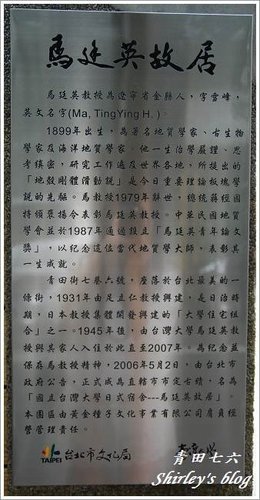 馬廷英故居
馬廷英教授為遼寧省金縣人，字雪峰，
英文名字(Ma, TingYing H.)。
1899年出生，為著名地質學家、古生物
學家及海洋地質學家，他一生治學嚴謹、思
考縝密，研究工作遍及世界各地，所提出的
「地殼剛體滑動說」是今日重要理論板塊學
說的先驅。馬教授1979年辭世，總統蔣經國
持頒褒揚令表彰馬廷英教授。中華民國地質
學會並於1987年通過設立「馬廷英青年論文
獎」，以紀念這位當代地質學大師，表彰其
一生成就。
青田街七巷六號，座落於台北最美的一
條街，1931年由足立仁教授興建，是日治時
期，日本教授集體開發興建的「大學住宅組
合」之一。1945年後，由台灣大學馬廷英教
授與其家人入住於此直至2007年。為紀念並
保存馬教授精神，2006年5月2日，由台北市
政府公告，正式成為直轄市市定古蹟，名為
「國立台灣大學日式宿舍---馬廷英故居」。
本園區由黃金種子文化事業有限公司肩負經
營管理責任。
TAIPEI 台北市文化局
青田七六
Shirley's blog